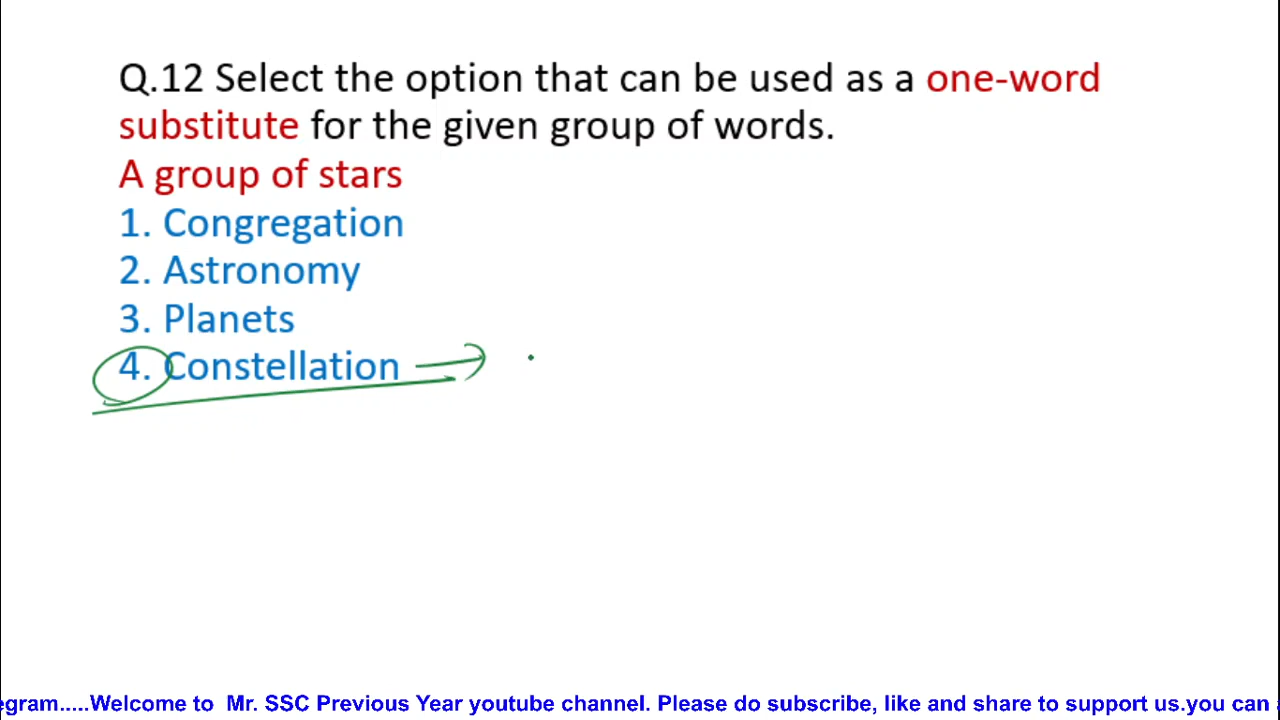 Q.12 Select the option that can be used as a one-word
substitute for the given group of words.
A group of stars
1. Congregation
2. Astronomy
3. Planets
4. Constellation
egram.....Welcome to  Mr. SSC Previous Year youtube channel. Please do subscribe, like and share to support us.you can